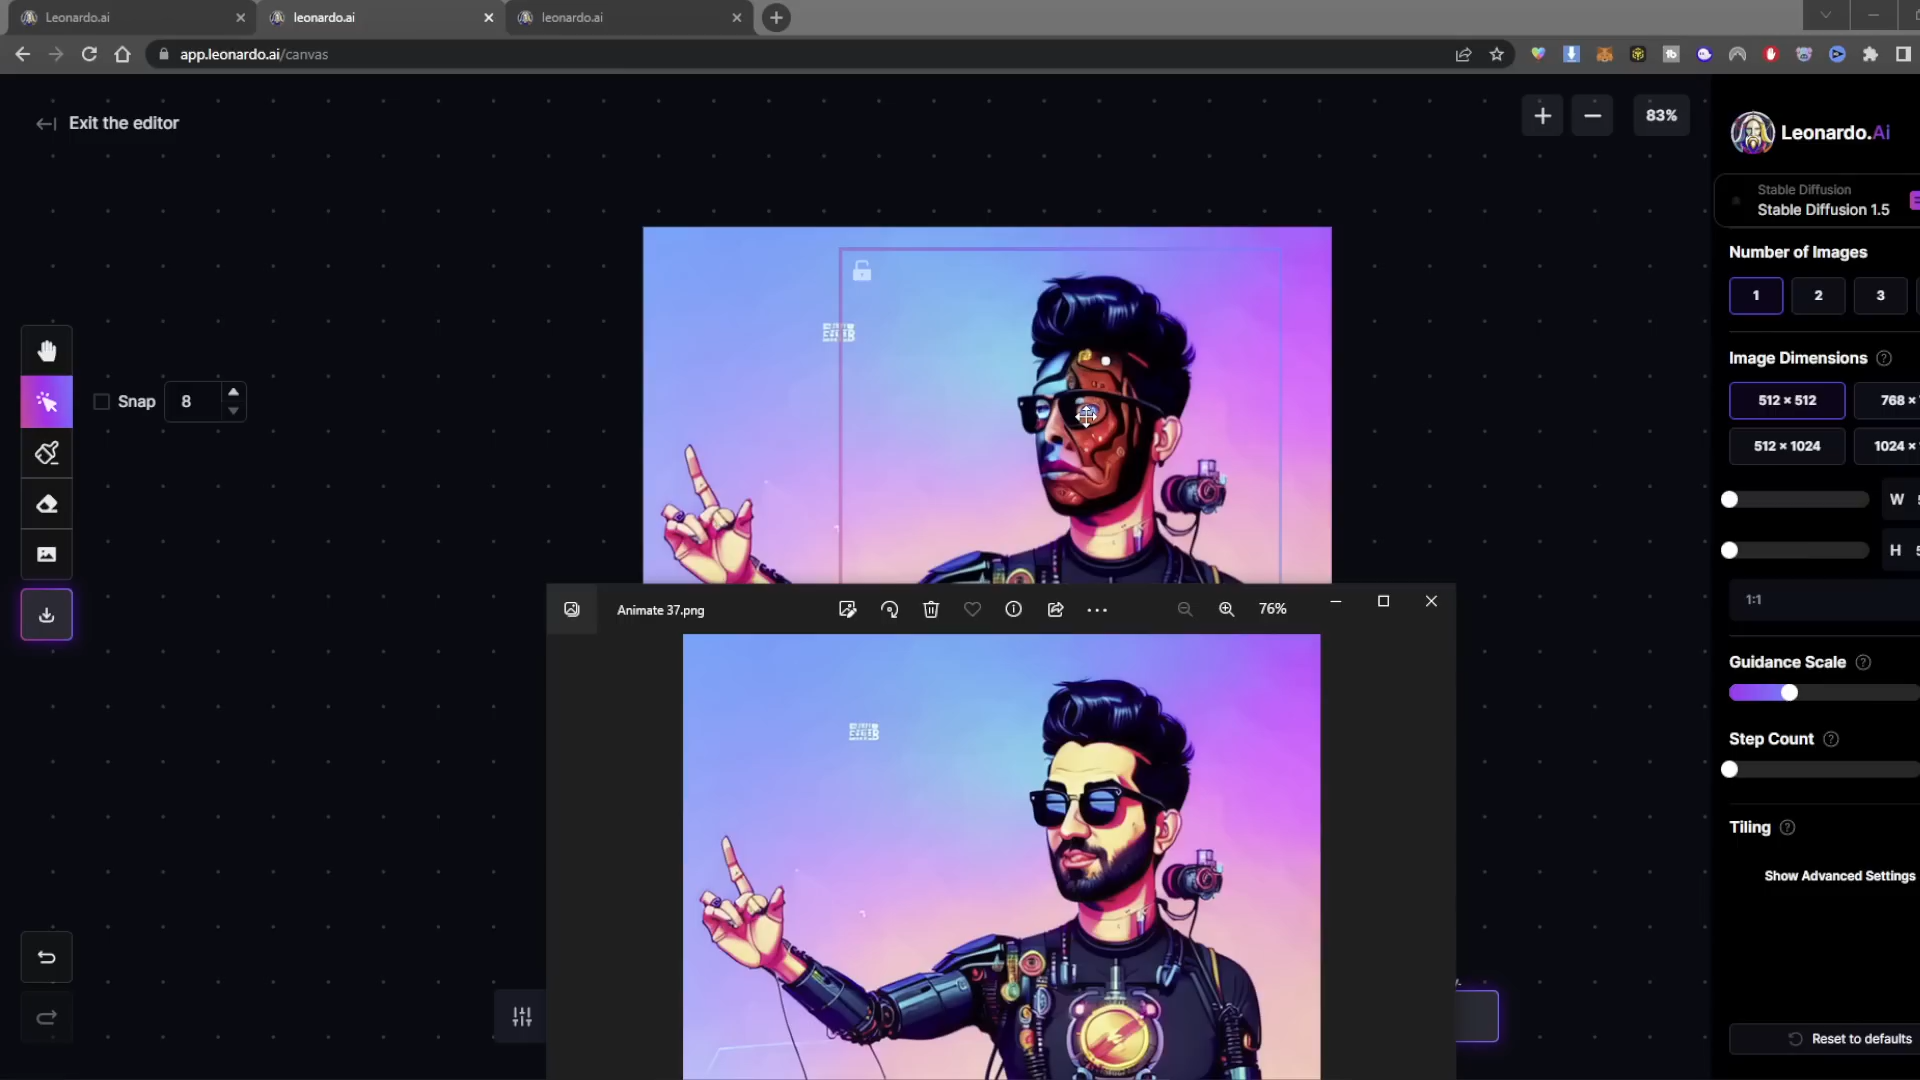 Leonardo.ai
leonardo.ai
leonardo.ai
app.leonardo.ai/canvas
Exit the editor
83%
Leonardo.Ai
Stable Diffusion
Stable Diffusion 1.5
Number of Images
1
2
3
Image Dimensions
512 × 512
768 ×
512 × 1024
1024 ×
Snap
8
W
H
1:1
Animate 37.png
76%
Guidance Scale
Step Count
Tiling
Show Advanced Settings
Reset to defaults